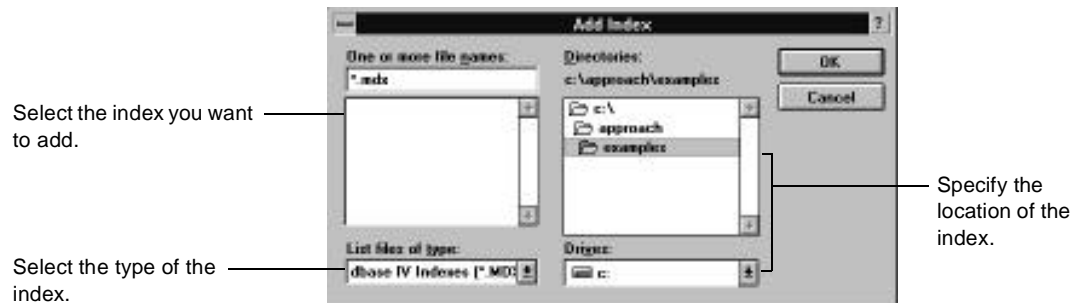 Add Index
?
One or more file names:
*.mdx
Directories:
c:\approach\examples
OK
Cancel
Select the index you want
to add.
c:\
approach
examples
Specify the
location of the
index.
List files of type:
dbase IV Indexes (*.MDX
Drives:
c:
Select the type of the
index.